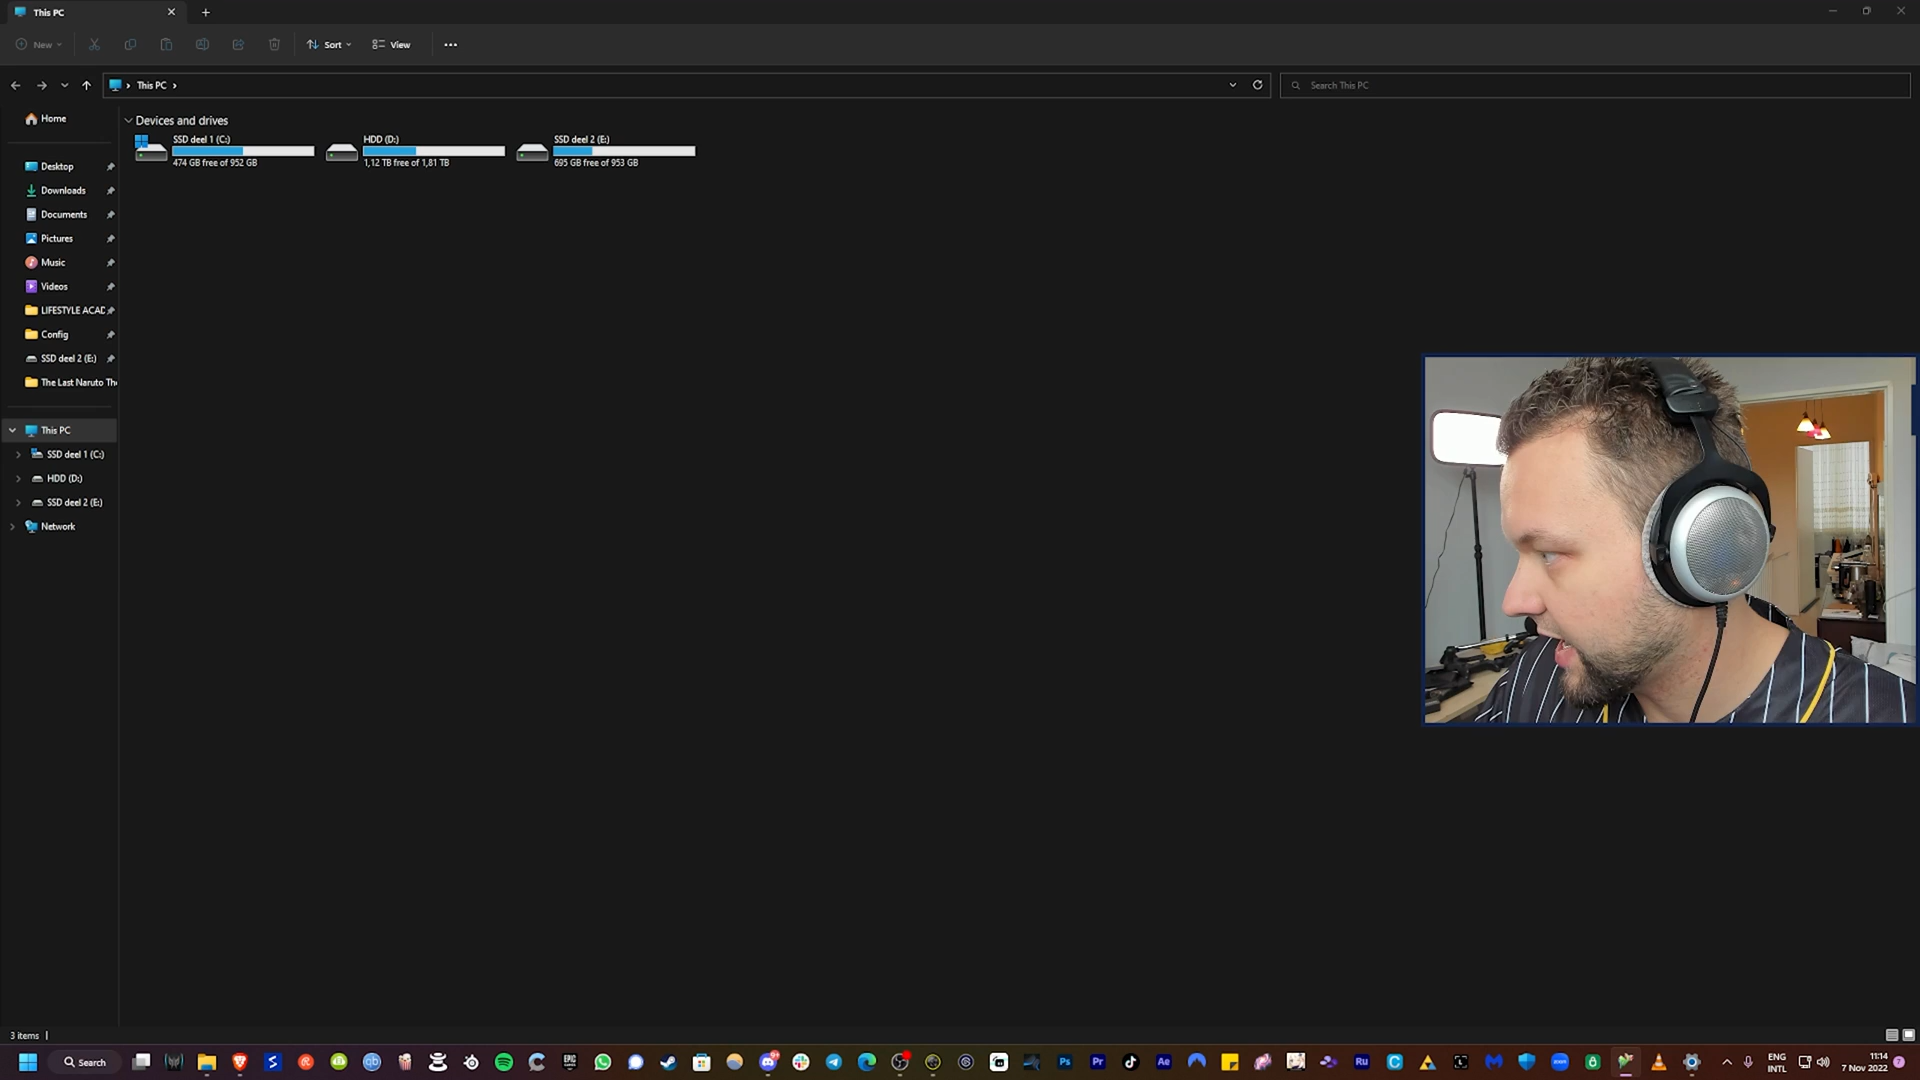 This PC
New
Sort
View
This PC
Search This PC
Home
Desktop
Downloads
Documents
Pictures
Music
Videos
LIFESTYLE ACAD
Config
SSD deel 2 (E:)
The Last Naruto The
This PC
SSD deel 1 (C:)
HDD (D:)
SSD deel 2 (E:)
Network
Devices and drives
SSD deel 1 (C:)
474 GB free of 952 GB
HDD (D:)
1,12 TB free of 1,81 TB
SSD deel 2 (E:)
695 GB free of 953 GB
3 items
Search
ENG
INTL
11:14
7 Nov 2022